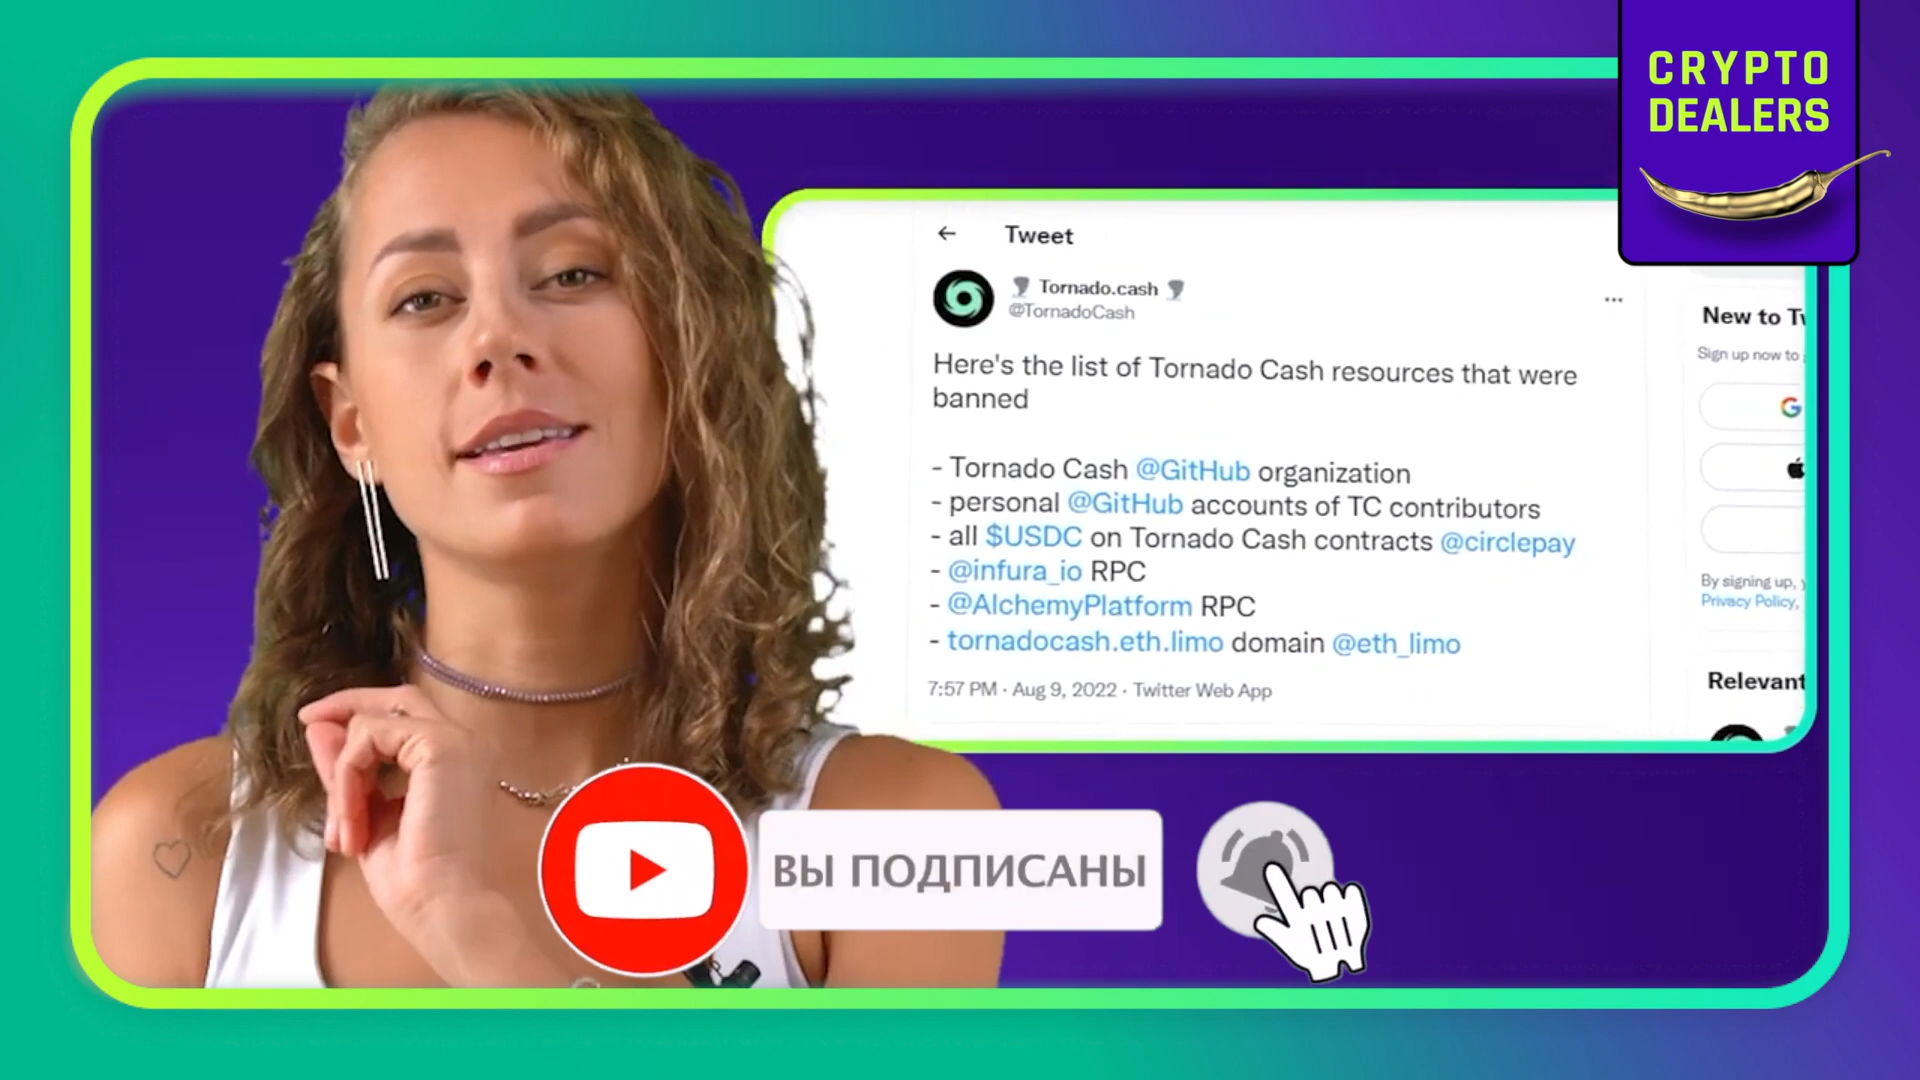 CRYPTO
DEALERS
Tweet
Tornado.cash
@TornadoCash
Here's the list of Tornado Cash resources that were
banned
- Tornado Cash @GitHub organization
- personal @GitHub accounts of TC contributors
- all $USDC on Tornado Cash contracts @circlepay
- @infura_io RPC
- @AlchemyPlatform RPC
- tornadocash.eth.limo domain @eth_limo
7:57 PM · Aug 9, 2022 · Twitter Web App
New to
Sign up now to
By signing up,
Privacy Policy,
Relevant
ВЫ ПОДПИСАНЫ